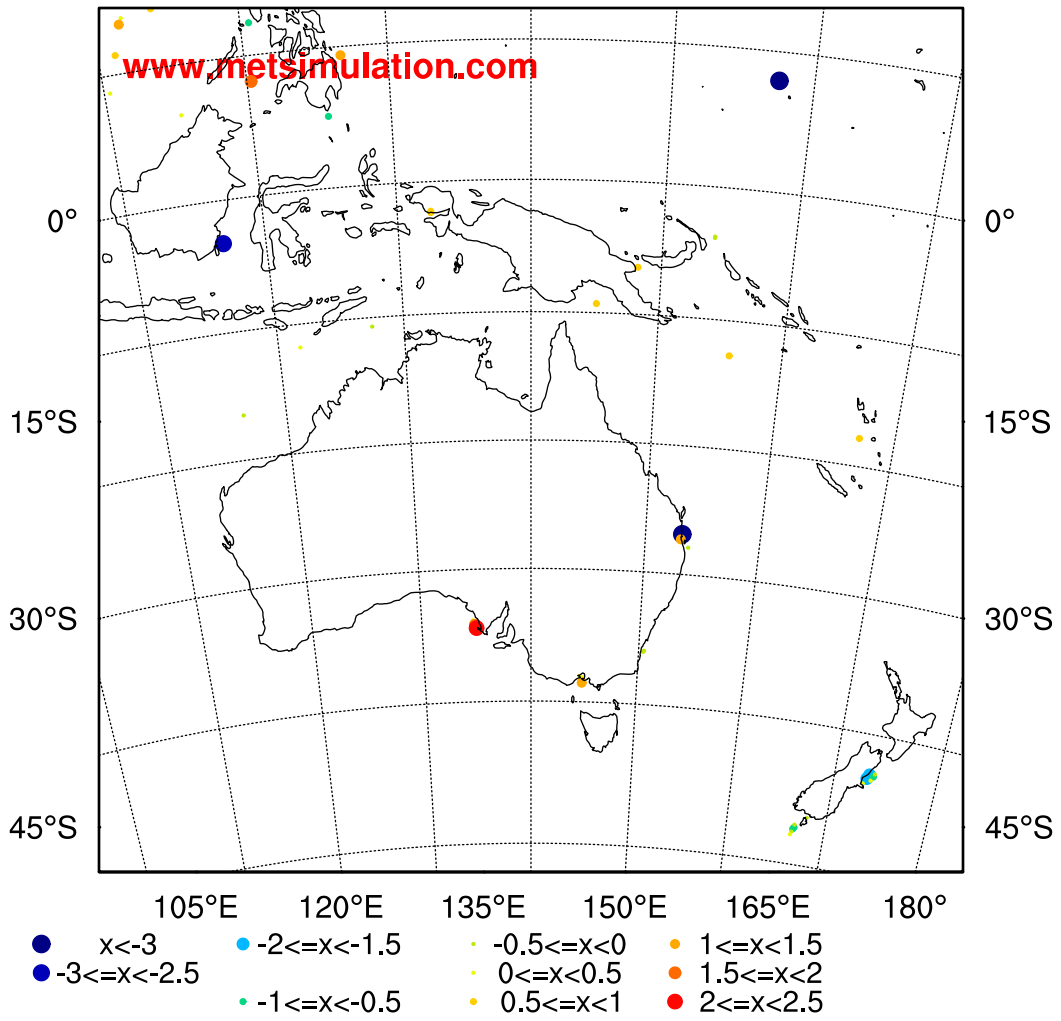 www.metsimulation.com
0° 0°
15°S 15°S
30°S 30°S
45°S 45°S
105°E 120°E 135°E 150°E 165°E 180°
x<-3 -2<=x<-1.5 -0.5<=x<0 1<=x<1.5
-3<=x<-2.5 0<=x<0.5 1.5<=x<2
-1<=x<-0.5 0.5<=x<1 2<=x<2.5